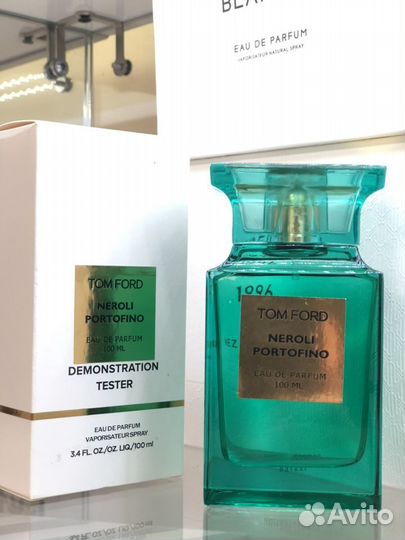 EAU DE PARFUM
VAPORISATEUR NATURAL SPRAY
TOM FORD
NEROLI
PORTOFINO
EAU DE PARFUM
100 ML
DEMONSTRATION
TESTER
EAU DE PARFUM
VAPORISATEUR SPRAY
3.4 FL. OZ./OZ. LIQ./100 ml
1996
TOM FORD
NEROLI
PORTOFINO
EAU DE PARFUM
100 ML
Avito